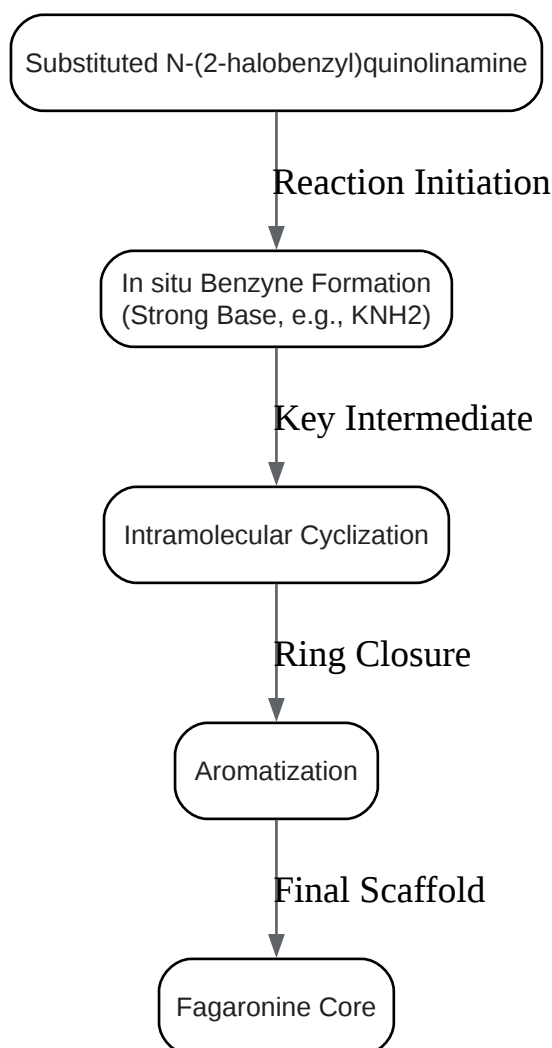 Substituted N-(2-halobenzyl)quinolinamine
Reaction Initiation
In situ Benzyne Formation
(Strong Base, e.g., KNH2)
Key Intermediate
Intramolecular Cyclization
Ring Closure
Aromatization
Final Scaffold
Fagaronine Core